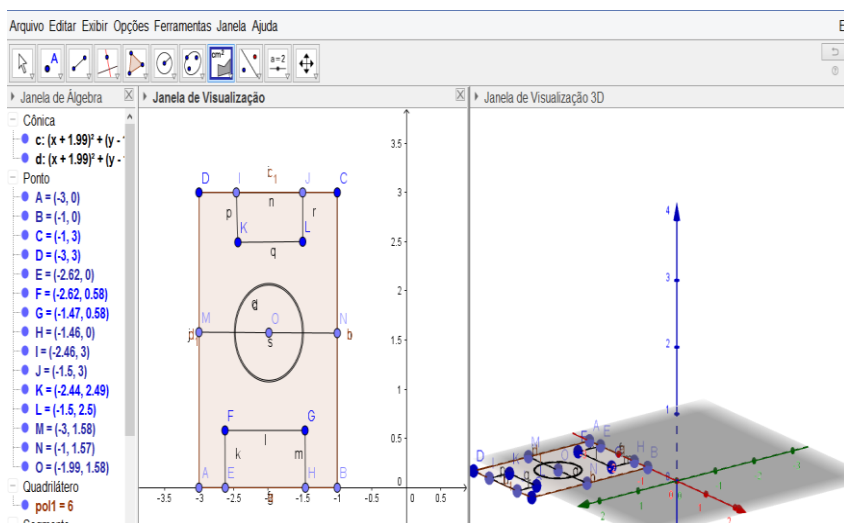 Arquivo Editar Exibir Opções Ferramentas Janela Ajuda
A
cm²
a=2
Janela de Álgebra
Janela de Visualização
Janela de Visualização 3D
Cônica
c: (x + 1.99)² + (y -
d: (x + 1.99)² + (y -
Ponto
A = (-3, 0)
B = (-1, 0)
C = (-1, 3)
D = (-3, 3)
E = (-2.62, 0)
F = (-2.62, 0.58)
G = (-1.47, 0.58)
H = (-1.46, 0)
I = (-2.46, 3)
J = (-1.5, 3)
K = (-2.44, 2.49)
L = (-1.5, 2.5)
M = (-3, 1.58)
N = (-1, 1.57)
O = (-1.99, 1.58)
Quadrilátero
pol1 = 6
3.5
D I J C
3
n
p r
K L
2.5
q
2
M O N
1.5
s b
1
F G
0.5
l
k m
A E H B
0
-3.5 -3 -2.5 -2 -1.5 -1 -0.5 0 0.5
4
3
2
1
D M O N A E H B